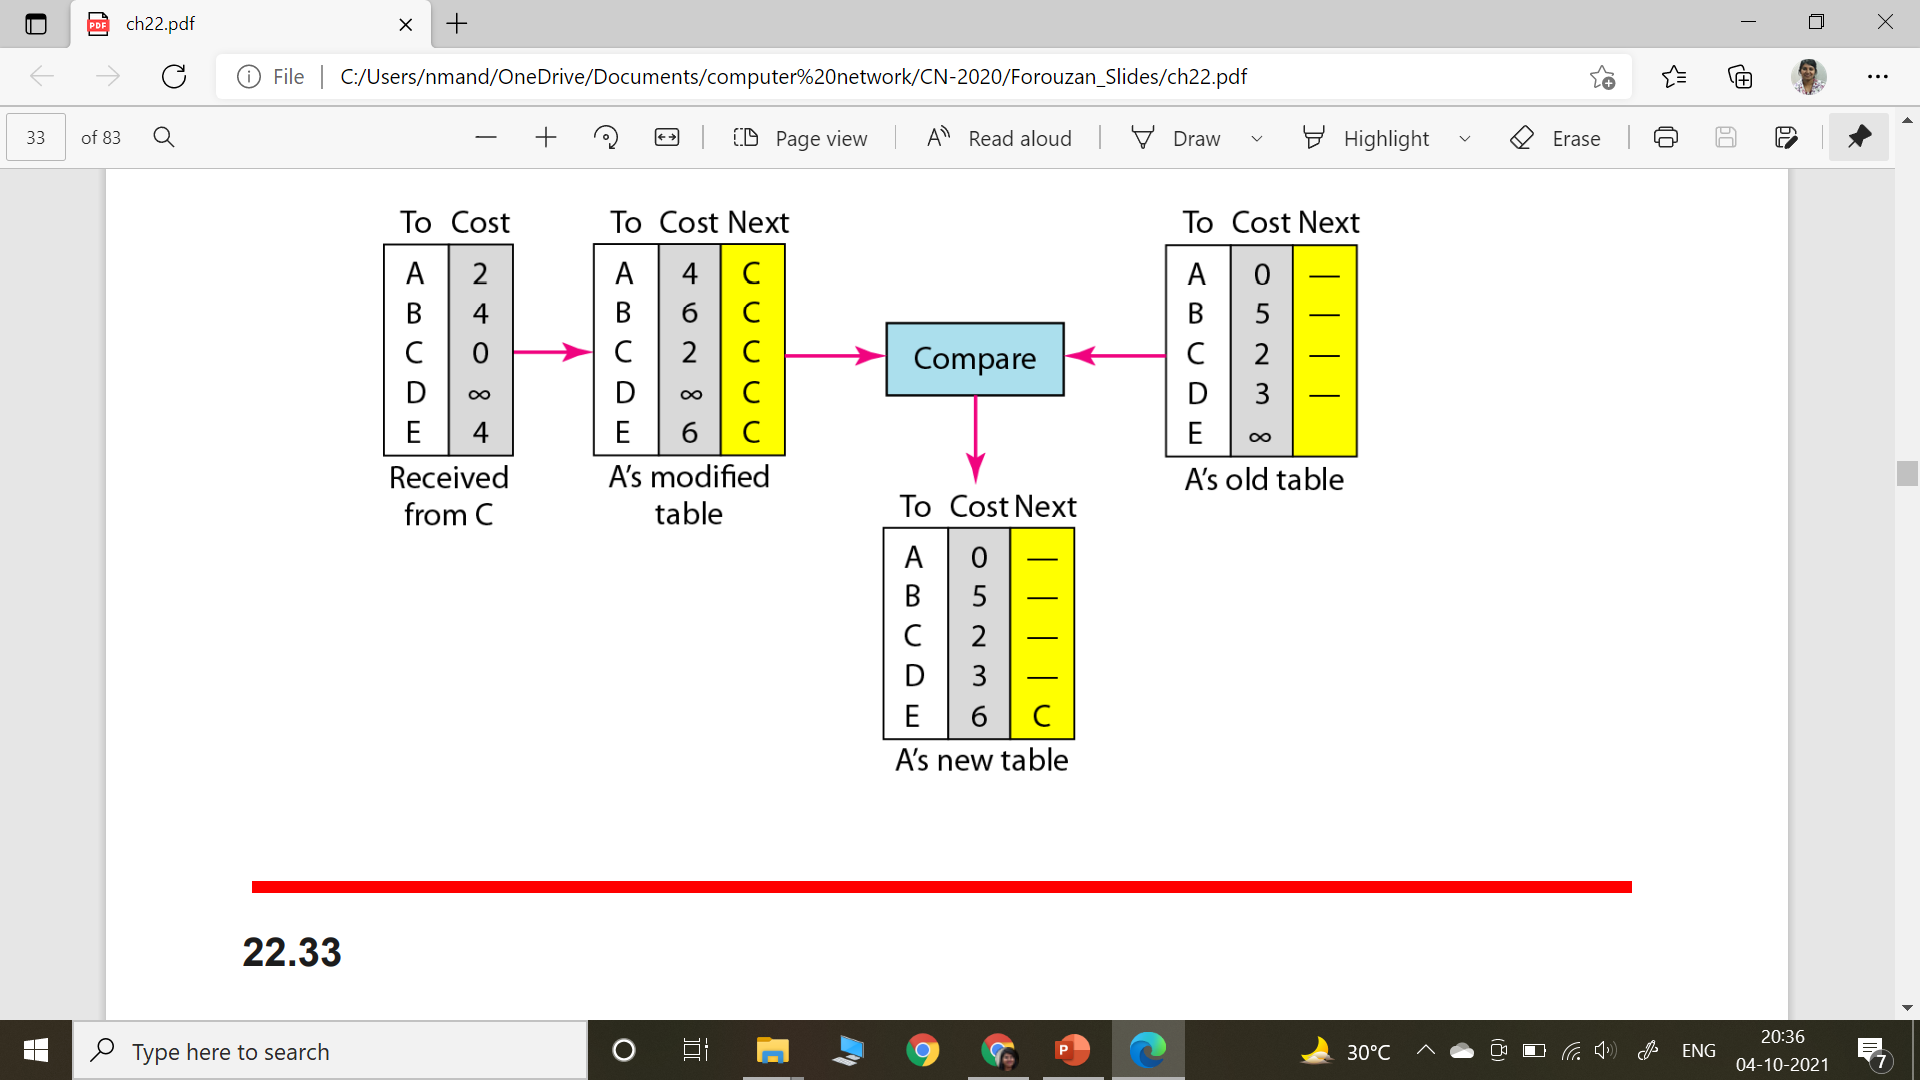 ch22.pdf
File C:/Users/nmand/OneDrive/Documents/computer%20network/CN-2020/Forouzan_Slides/ch22.pdf
33 of 83 Page view Read aloud Draw Highlight Erase
To Cost
A 2
B 4
C 0
D ∞
E 4
Received
from C
To Cost Next
A 4 C
B 6 C
C 2 C
D ∞ C
E 6 C
A's modified
table
Compare
To Cost Next
A 0 —
B 5 —
C 2 —
D 3 —
E ∞
A's old table
To Cost Next
A 0 —
B 5 —
C 2 —
D 3 —
E 6 C
A's new table
22.33
Type here to search
30°C
ENG
20:36
04-10-2021
7